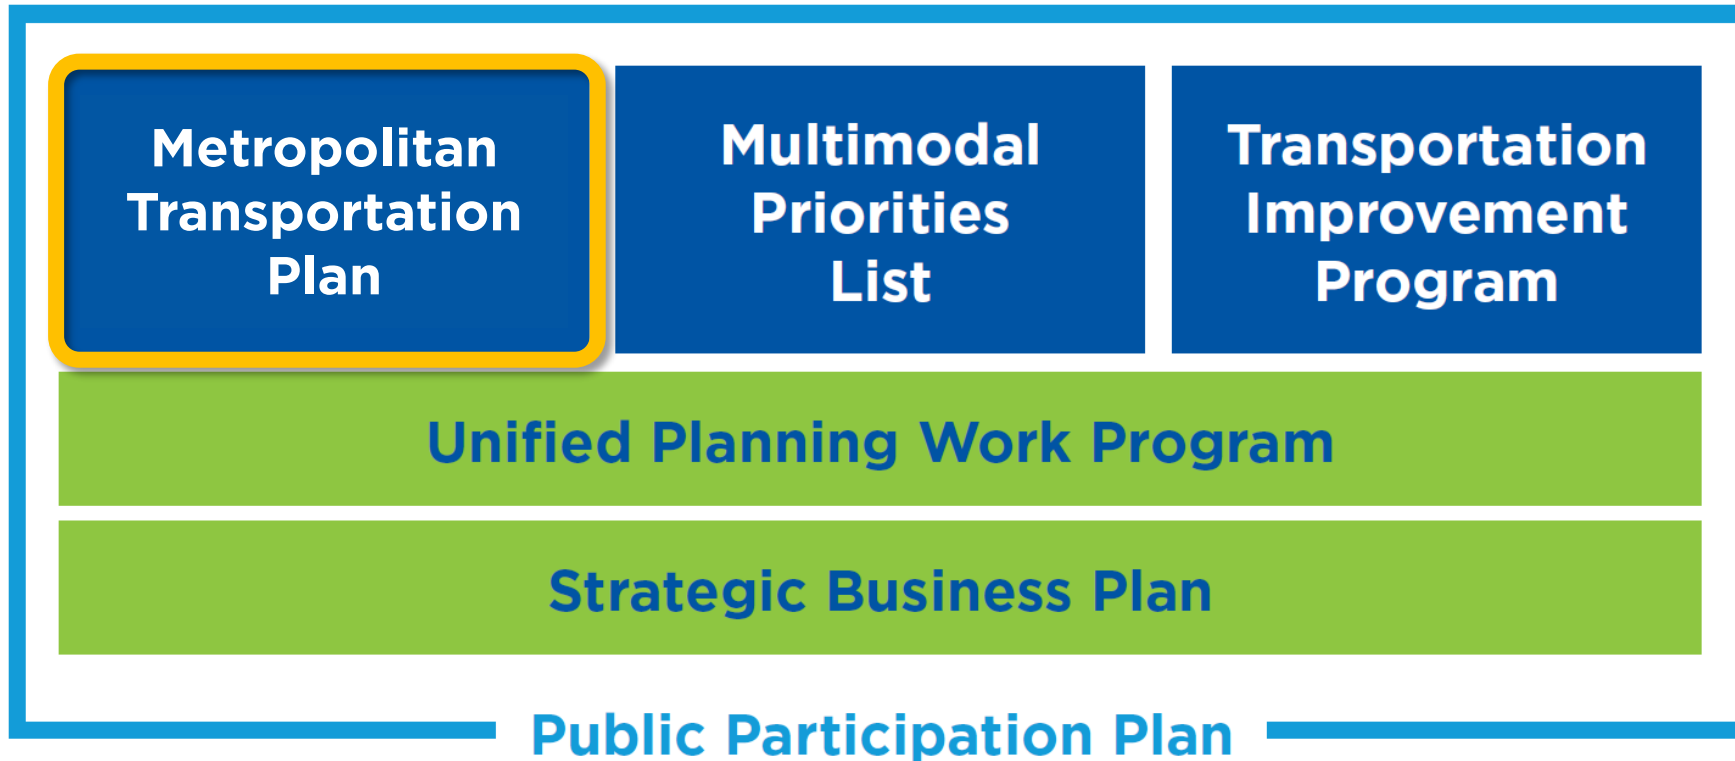 Metropolitan
Transportation
Plan
Multimodal
Priorities
List
Transportation
Improvement
Program
Unified Planning Work Program
Strategic Business Plan
Public Participation Plan